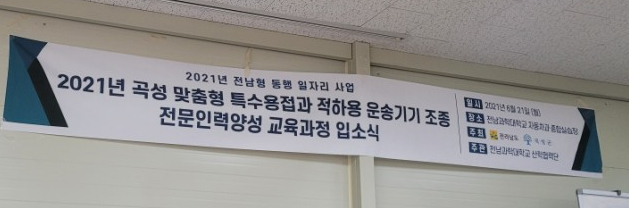 2021년 전남형 동행 일자리 사업
2021년 곡성 맞춤형 특수용접과 적하용 운송기기 조종
전문인력양성 교육과정 입소식
일시 2021년 6월 21일 (월)
장소 전남과학대학교 자동차과 종합실습장
주최 전라남도 곡성군
주관 전남과학대학교 산학협력단